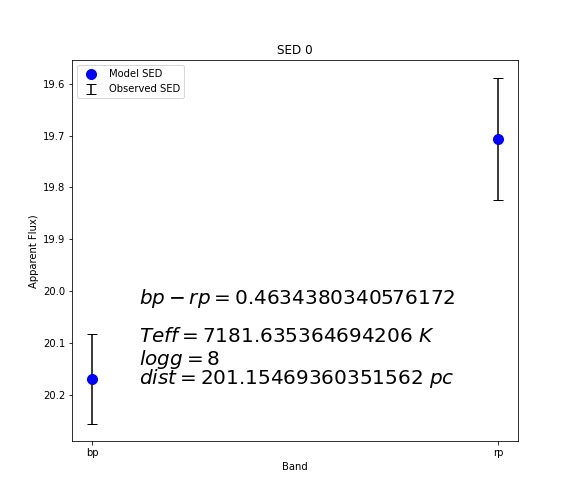 SED 0
Model SED
Observed SED
19.6
19.7
19.8
19.9
20.0
20.1
20.2
Apparent Flux)
bp − rp = 0.4634380340576172
Teff = 7181.635364694206 K
logg = 8
dist = 201.15469360351562 pc
bp
rp
Band